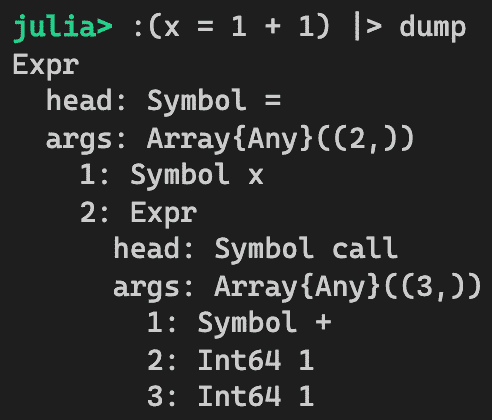 julia> :(x = 1 + 1) |> dump
Expr
  head: Symbol =
  args: Array{Any}((2,))
    1: Symbol x
    2: Expr
      head: Symbol call
      args: Array{Any}((3,))
        1: Symbol +
        2: Int64 1
        3: Int64 1